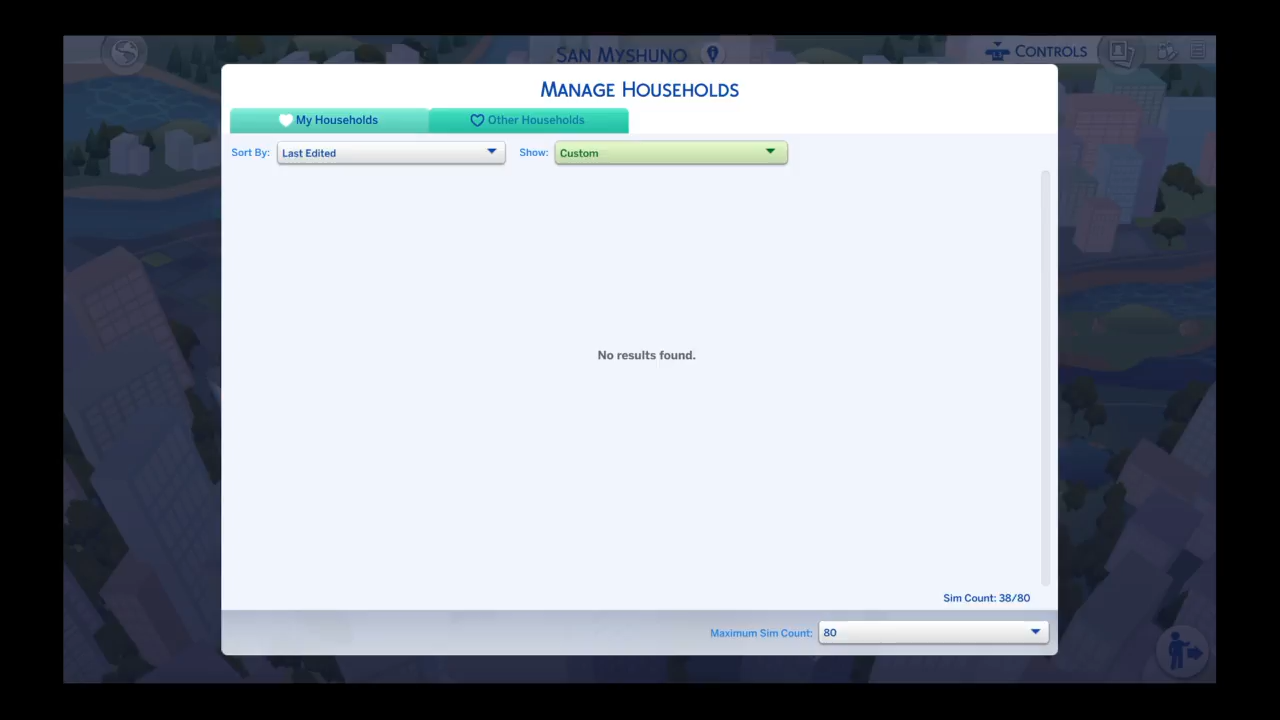 SAN MYSHUNO
CONTROLS
MANAGE HOUSEHOLDS
My Households
Other Households
Sort By: Last Edited
Show: Custom
No results found.
Sim Count: 38/80
Maximum Sim Count: 80